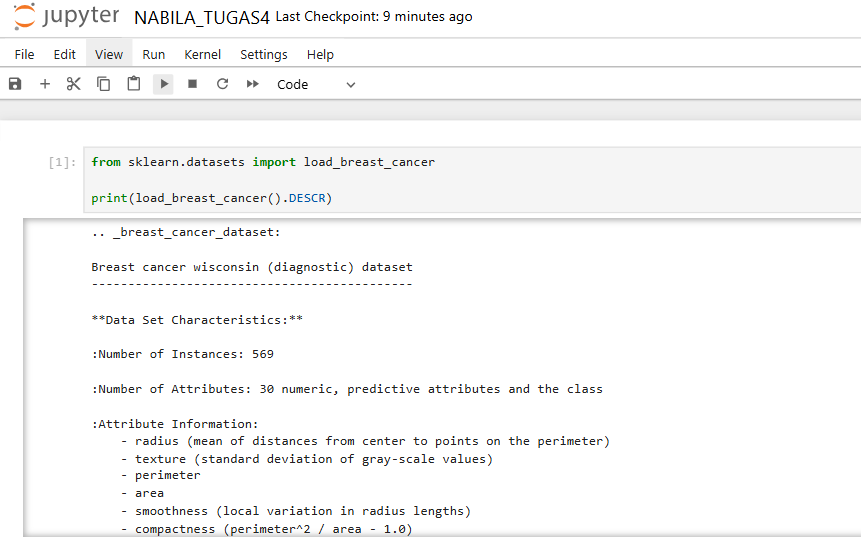 jupyter NABILA_TUGAS4 Last Checkpoint: 9 minutes ago
File Edit View Run Kernel Settings Help
Code
[1]: from sklearn.datasets import load_breast_cancer
print(load_breast_cancer().DESCR)
.. _breast_cancer_dataset:
Breast cancer wisconsin (diagnostic) dataset
--------------------------------------------
**Data Set Characteristics:**
:Number of Instances: 569
:Number of Attributes: 30 numeric, predictive attributes and the class
:Attribute Information:
- radius (mean of distances from center to points on the perimeter)
- texture (standard deviation of gray-scale values)
- perimeter
- area
- smoothness (local variation in radius lengths)
- compactness (perimeter^2 / area - 1.0)